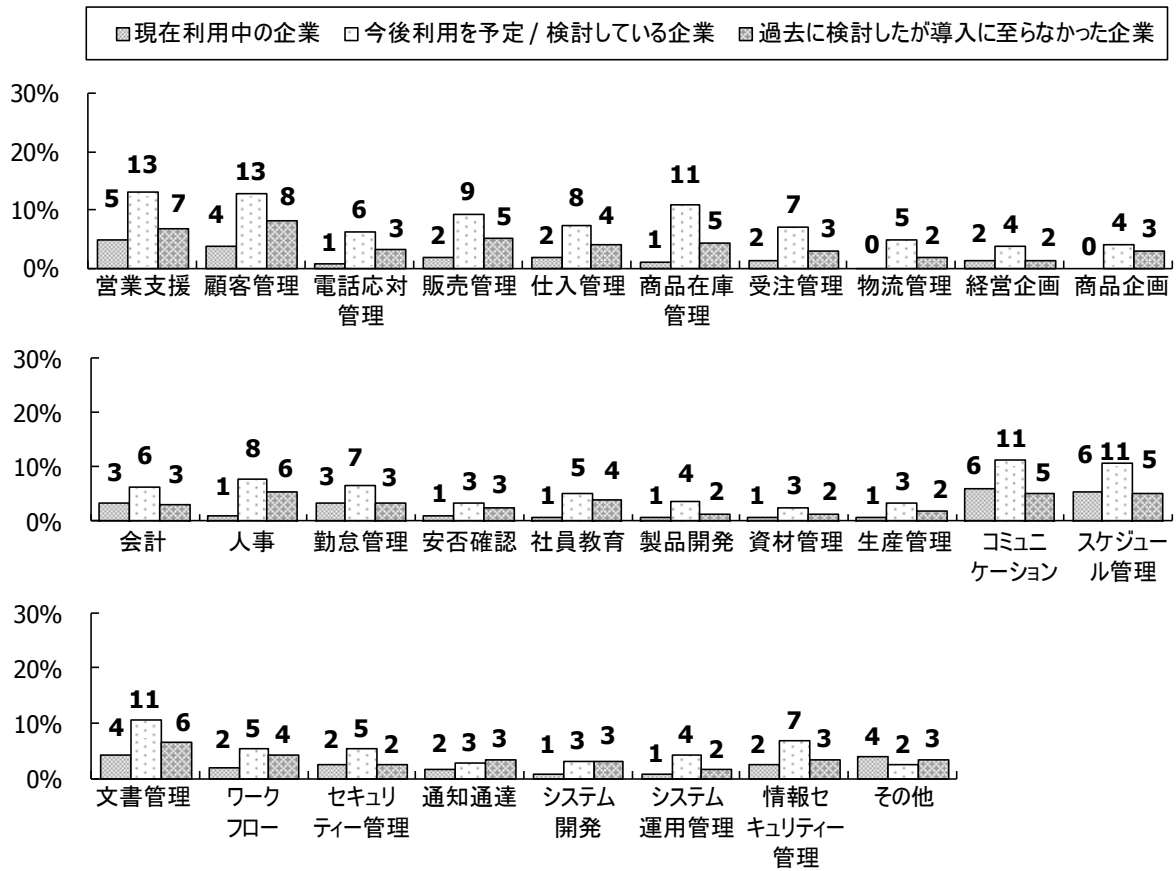 現在利用中の企業 今後利用を予定 / 検討している企業 過去に検討したが導入に至らなかった企業
30%
20%
10%
0%
5 13 7 4 13 8 1 6 3 2 9 5 2 8 4 1 11 5 2 7 3 0 5 2 2 4 2 0 4 3
営業支援 顧客管理 電話応対 販売管理 仕入管理 商品在庫 受注管理 物流管理 経営企画 商品企画
管理 管理
30%
20%
10%
0%
3 6 3 1 8 6 3 7 3 1 3 3 1 5 4 1 4 2 1 3 2 1 3 2 6 11 5 6 11 5
会計 人事 勤怠管理 安否確認 社員教育 製品開発 資材管理 生産管理 コミュニ スケジュー
ケーション ル管理
30%
20%
10%
0%
4 11 6 2 5 4 2 5 2 2 3 3 1 3 3 1 4 2 2 7 3 4 2 3
文書管理 ワーク セキュリ 通知通達 システム システム 情報セ その他
フロー ティー管理 開発 運用管理 キュリティー
管理